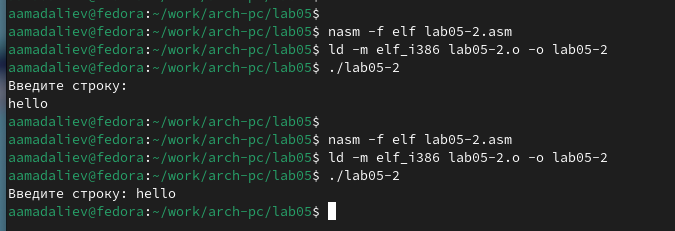 aamadaliev@fedora:~/work/arch-pc/lab05$
aamadaliev@fedora:~/work/arch-pc/lab05$ nasm -f elf lab05-2.asm
aamadaliev@fedora:~/work/arch-pc/lab05$ ld -m elf_i386 lab05-2.o -o lab05-2
aamadaliev@fedora:~/work/arch-pc/lab05$ ./lab05-2
Введите строку:
hello
aamadaliev@fedora:~/work/arch-pc/lab05$
aamadaliev@fedora:~/work/arch-pc/lab05$ nasm -f elf lab05-2.asm
aamadaliev@fedora:~/work/arch-pc/lab05$ ld -m elf_i386 lab05-2.o -o lab05-2
aamadaliev@fedora:~/work/arch-pc/lab05$ ./lab05-2
Введите строку: hello
aamadaliev@fedora:~/work/arch-pc/lab05$